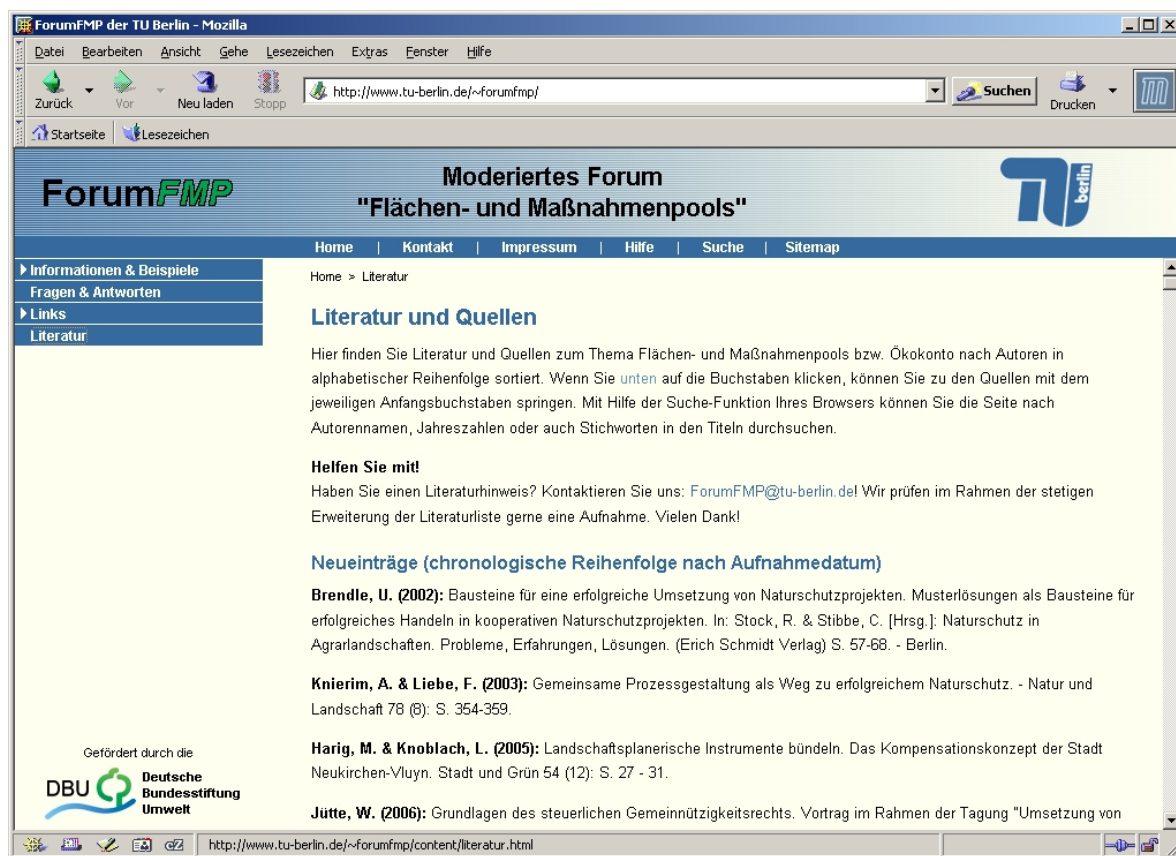 ForumFMP der TU Berlin - Mozilla
Datei Bearbeiten Ansicht Gehe Lesezeichen Extras Fenster Hilfe
Zurück Vor Neu laden Stopp http://www.tu-berlin.de/~forumfmp/ Suchen Drucken
Startseite Lesezeichen
ForumFMP
Moderiertes Forum
"Flächen- und Maßnahmenpools"
TU berlin
Home | Kontakt | Impressum | Hilfe | Suche | Sitemap
Informationen & Beispiele
Fragen & Antworten
Links
Literatur
Home > Literatur
Literatur und Quellen
Hier finden Sie Literatur und Quellen zum Thema Flächen- und Maßnahmenpools bzw. Ökokonto nach Autoren in
alphabetischer Reihenfolge sortiert. Wenn Sie unten auf die Buchstaben klicken, können Sie zu den Quellen mit dem
jeweiligen Anfangsbuchstaben springen. Mit Hilfe der Suche-Funktion Ihres Browsers können Sie die Seite nach
Autorennamen, Jahreszahlen oder auch Stichworten in den Titeln durchsuchen.
Helfen Sie mit!
Haben Sie einen Literaturhinweis? Kontaktieren Sie uns: ForumFMP@tu-berlin.de! Wir prüfen im Rahmen der stetigen
Erweiterung der Literaturliste gerne eine Aufnahme. Vielen Dank!
Neueinträge (chronologische Reihenfolge nach Aufnahmedatum)
Brendle, U. (2002): Bausteine für eine erfolgreiche Umsetzung von Naturschutzprojekten. Musterlösungen als Bausteine für
erfolgreiches Handeln in kooperativen Naturschutzprojekten. In: Stock, R. & Stibbe, C. [Hrsg.]: Naturschutz in
Agrarlandschaften. Probleme, Erfahrungen, Lösungen. (Erich Schmidt Verlag) S. 57-68. - Berlin.
Knierim, A. & Liebe, F. (2003): Gemeinsame Prozessgestaltung als Weg zu erfolgreichem Naturschutz. - Natur und
Landschaft 78 (8): S. 354-359.
Harig, M. & Knoblach, L. (2005): Landschaftsplanerische Instrumente bündeln. Das Kompensationskonzept der Stadt
Neukirchen-Vluyn. Stadt und Grün 54 (12): S. 27 - 31.
Jütte, W. (2006): Grundlagen des steuerlichen Gemeinnützigkeitsrechts. Vortrag im Rahmen der Tagung "Umsetzung von
Gefördert durch die
DBU Deutsche
Bundesstiftung
Umwelt
http://www.tu-berlin.de/~forumfmp/content/literatur.html